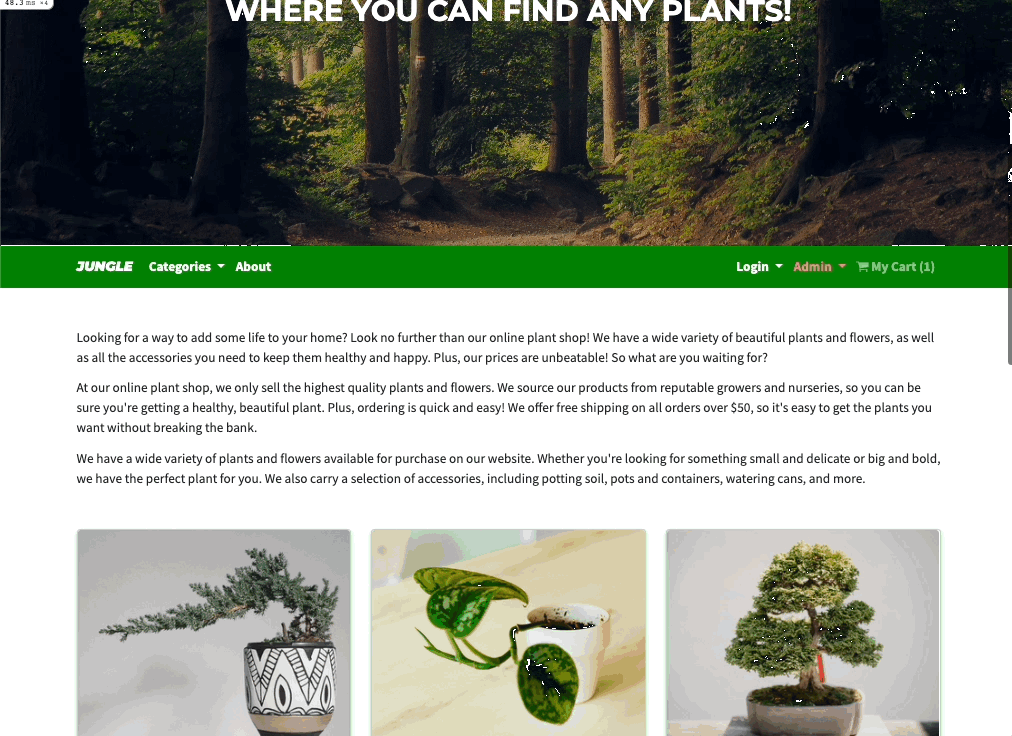 48.3 ms ×4
WHERE YOU CAN FIND ANY PLANTS!
JUNGLE Categories About Login Admin My Cart (1)
Looking for a way to add some life to your home? Look no further than our online plant shop! We have a wide variety of beautiful plants and flowers, as well
as all the accessories you need to keep them healthy and happy. Plus, our prices are unbeatable! So what are you waiting for?
At our online plant shop, we only sell the highest quality plants and flowers. We source our products from reputable growers and nurseries, so you can be
sure you're getting a healthy, beautiful plant. Plus, ordering is quick and easy! We offer free shipping on all orders over $50, so it's easy to get the plants you
want without breaking the bank.
We have a wide variety of plants and flowers available for purchase on our website. Whether you're looking for something small and delicate or big and bold,
we have the perfect plant for you. We also carry a selection of accessories, including potting soil, pots and containers, watering cans, and more.